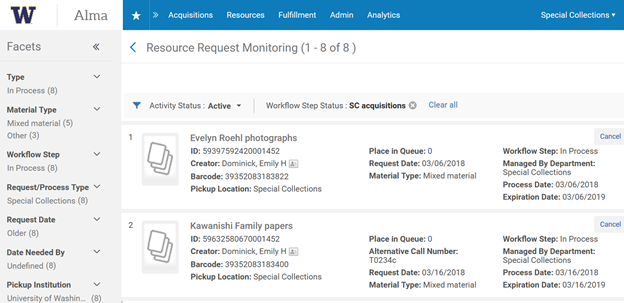 W Alma
Acquisitions Resources Fulfillment Admin Analytics Special Collections
Facets
Resource Request Monitoring (1 - 8 of 8 )
Type
In Process (8)
Material Type
Mixed material (5)
Other (3)
Workflow Step
In Process (8)
Request/Process Type
Special Collections (8)
Request Date
Older (8)
Date Needed By
Undefined (8)
Pickup Institution
University of Washin... (8)
Activity Status : Active Workflow Step Status : SC acquisitions Clear all
1 Evelyn Roehl photographs
ID: 59397592420001452
Creator: Dominick, Emily H
Barcode: 39352083183822
Pickup Location: Special Collections
Place in Queue: 0
Request Date: 03/06/2018
Material Type: Mixed material
Workflow Step: In Process
Managed By Department:
Special Collections
Process Date: 03/06/2018
Expiration Date: 03/06/2019
Cancel
2 Kawanishi Family papers
ID: 59632580670001452
Creator: Dominick, Emily H
Barcode: 39352083183400
Pickup Location: Special Collections
Place in Queue: 0
Alternative Call Number:
T0234c
Request Date: 03/16/2018
Material Type: Mixed material
Workflow Step: In Process
Managed By Department:
Special Collections
Process Date: 03/16/2018
Expiration Date: 03/16/2019
Cancel